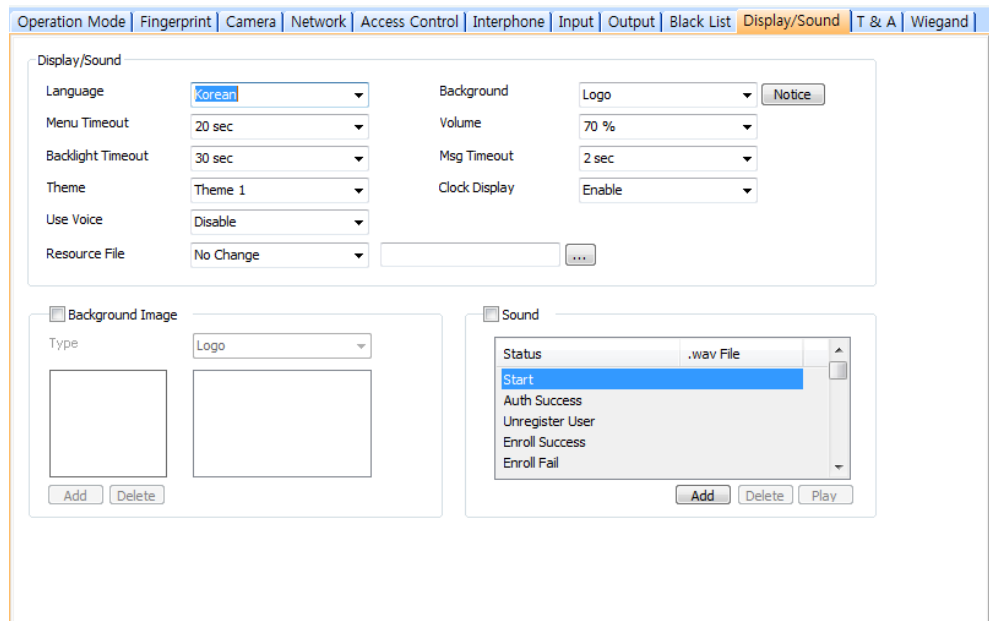 Operation Mode Fingerprint Camera Network Access Control Interphone Input Output Black List Display/Sound T & A Wiegand
Display/Sound
Language Korean Background Logo Notice
Menu Timeout 20 sec Volume 70 %
Backlight Timeout 30 sec Msg Timeout 2 sec
Theme Theme 1 Clock Display Enable
Use Voice Disable
Resource File No Change ...
Background Image
Type Logo
Add Delete
Sound
Status .wav File
Start
Auth Success
Unregister User
Enroll Success
Enroll Fail
Add Delete Play